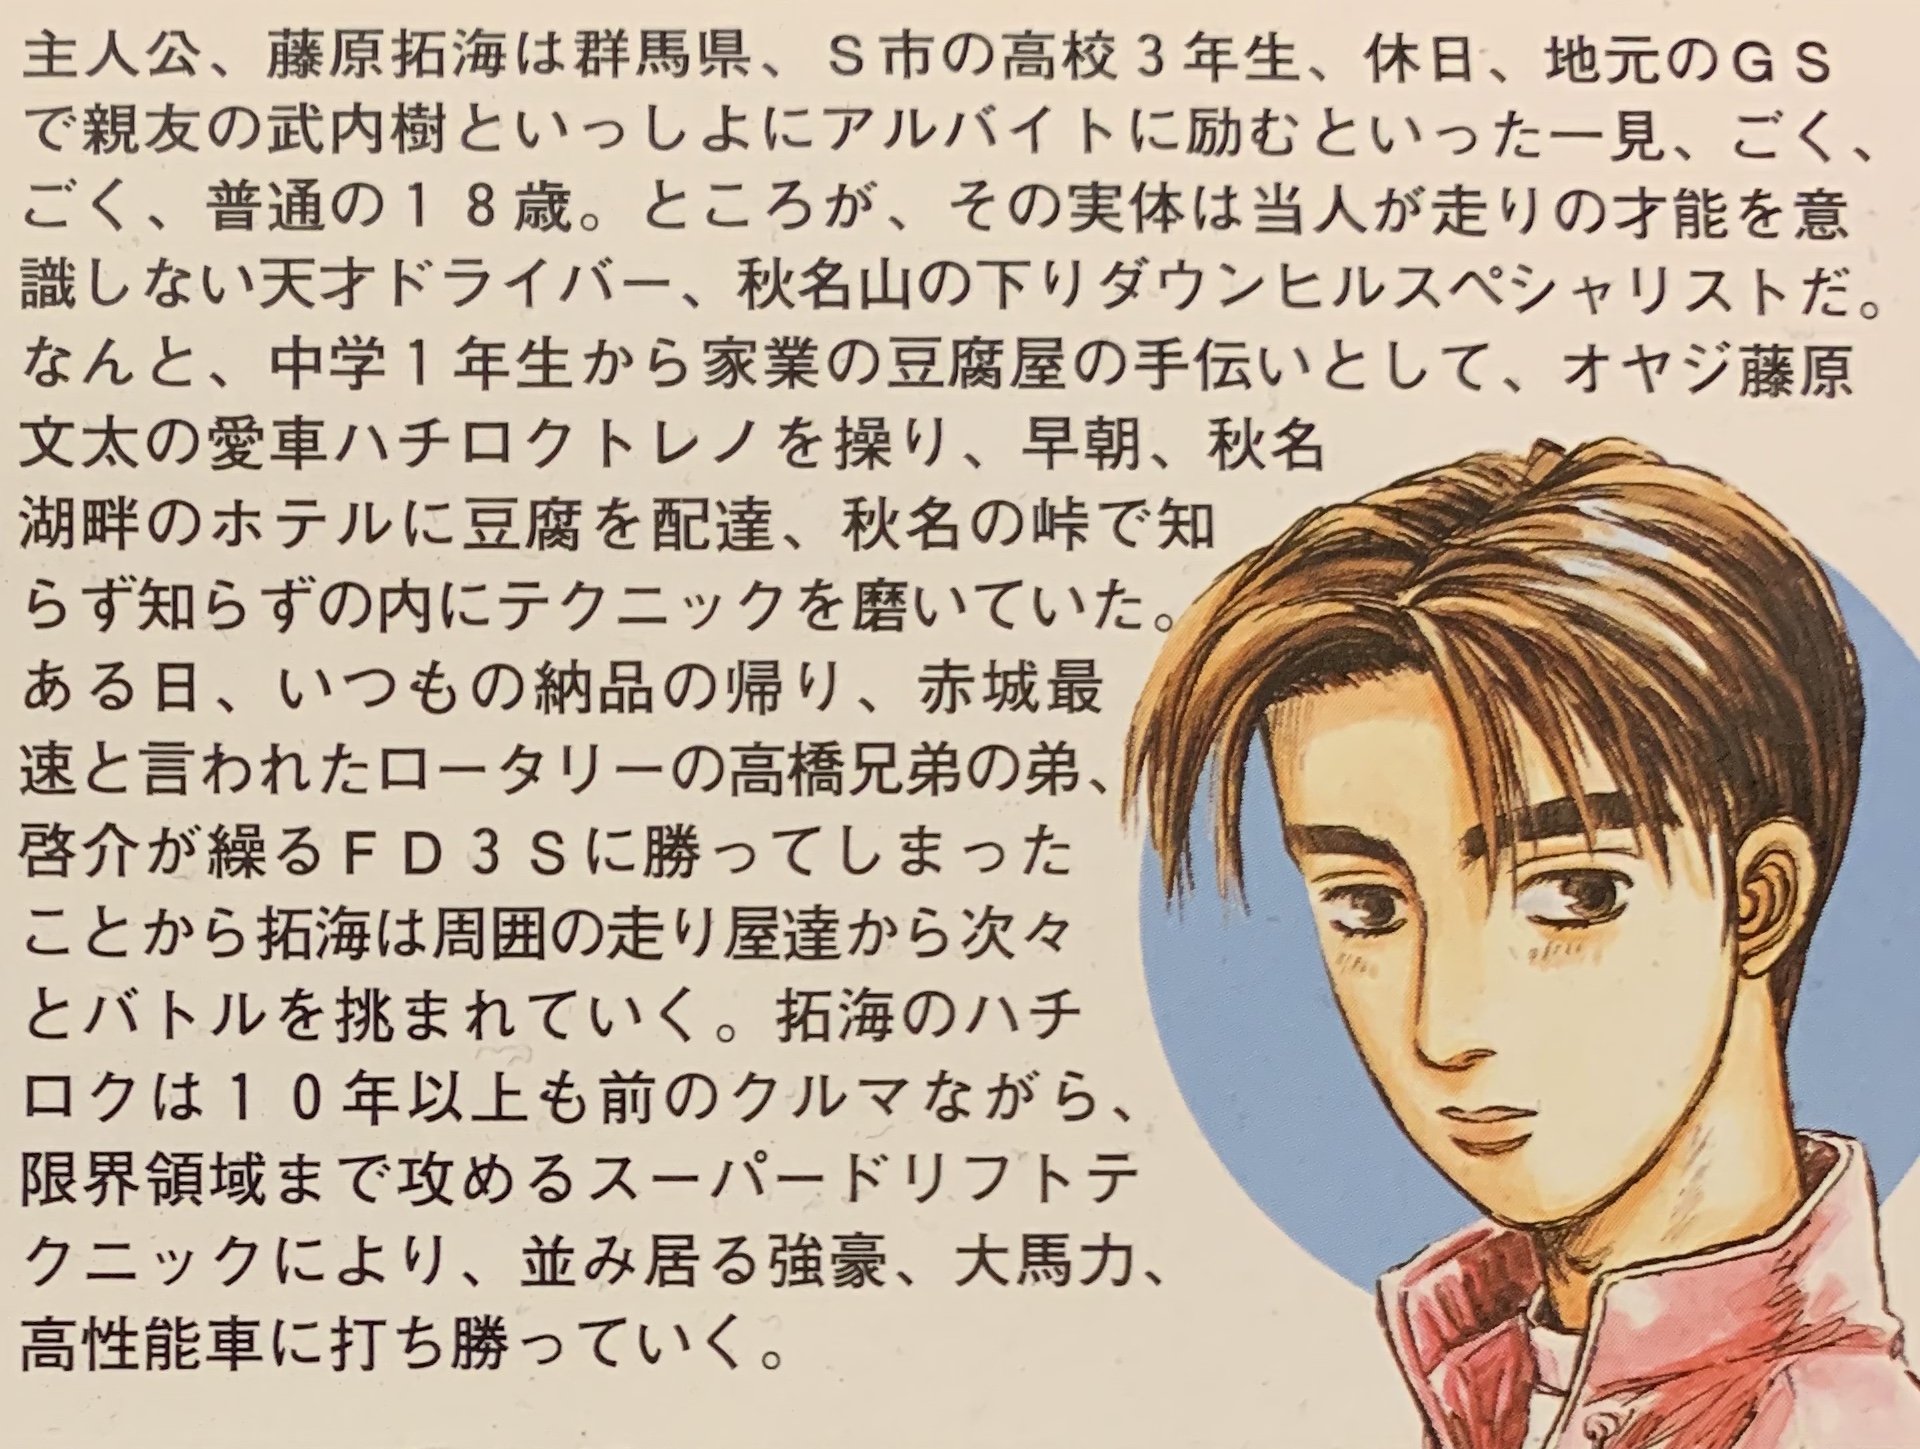 主人公、藤原拓海は群馬県、S市の高校3年生、休日、地元のGS
で親友の武内樹といっしよにアルバイトに励むといった一見、ごく、
ごく、普通の18歳。ところが、その実体は当人が走りの才能を意
識しない天才ドライバー、秋名山の下りダウンヒルスペシャリストだ。
なんと、中学1年生から家業の豆腐屋の手伝いとして、オヤジ藤原
文太の愛車ハチロクトレノを操り、早朝、秋名
湖畔のホテルに豆腐を配達、秋名の峠で知
らず知らずの内にテクニックを磨いていた。
ある日、いつもの納品の帰り、赤城最
速と言われたロータリーの高橋兄弟の弟、
啓介が繰るFD3Sに勝ってしまった
ことから拓海は周囲の走り屋達から次々
とバトルを挑まれていく。拓海のハチ
ロクは10年以上も前のクルマながら、
限界領域まで攻めるスーパードリフトテ
クニックにより、並み居る強豪、大馬力、
高性能車に打ち勝っていく。